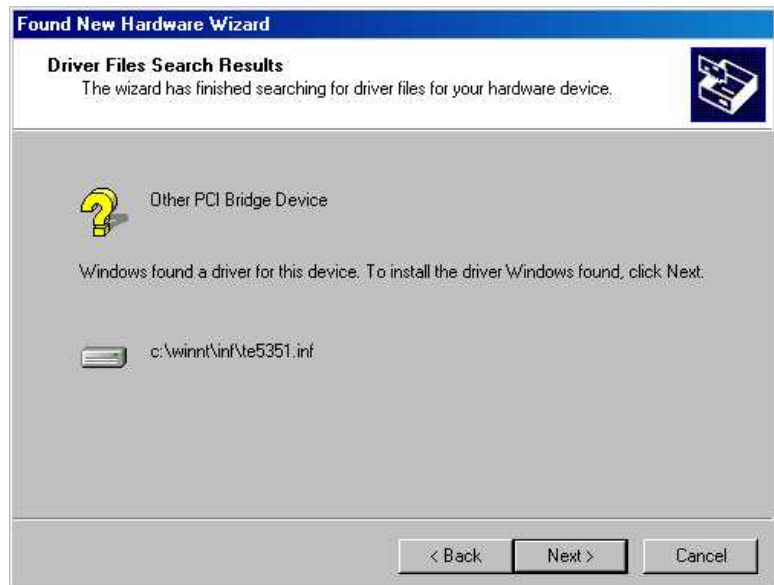 Found New Hardware Wizard
Driver Files Search Results
The wizard has finished searching for driver files for your hardware device.
Other PCI Bridge Device
Windows found a driver for this device. To install the driver Windows found, click Next.
c:\winnt\inf\te5351.inf
< Back Next > Cancel